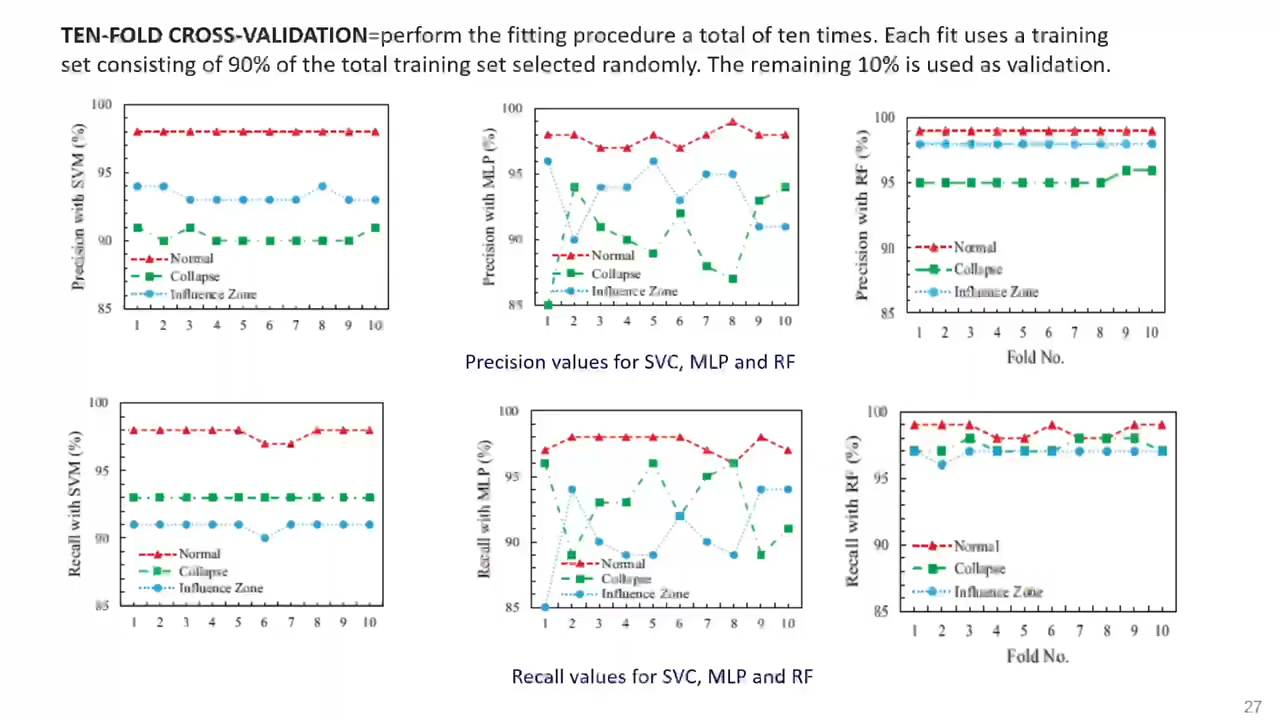 TEN-FOLD CROSS-VALIDATION=perform the fitting procedure a total of ten times. Each fit uses a training
set consisting of 90% of the total training set selected randomly. The remaining 10% is used as validation.
Precision with SVM (%)
100
95
90
85
Normal
Collapse
Influence Zone
1 2 3 4 5 6 7 8 9 10
Precision with MLP (%)
100
95
90
85
Normal
Collapse
Influence Zone
1 2 3 4 5 6 7 8 9 10
Precision with RF (%)
100
95
90
85
Normal
Collapse
Influence Zone
1 2 3 4 5 6 7 8 9 10
Fold No.
Precision values for SVC, MLP and RF
Recall with SVM (%)
100
95
90
85
Normal
Collapse
Influence Zone
1 2 3 4 5 6 7 8 9 10
Recall with MLP (%)
100
95
90
85
Normal
Collapse
Influence Zone
1 2 3 4 5 6 7 8 9 10
Recall with RF (%)
100
95
90
85
Normal
Collapse
Influence Zone
1 2 3 4 5 6 7 8 9 10
Fold No.
Recall values for SVC, MLP and RF
27